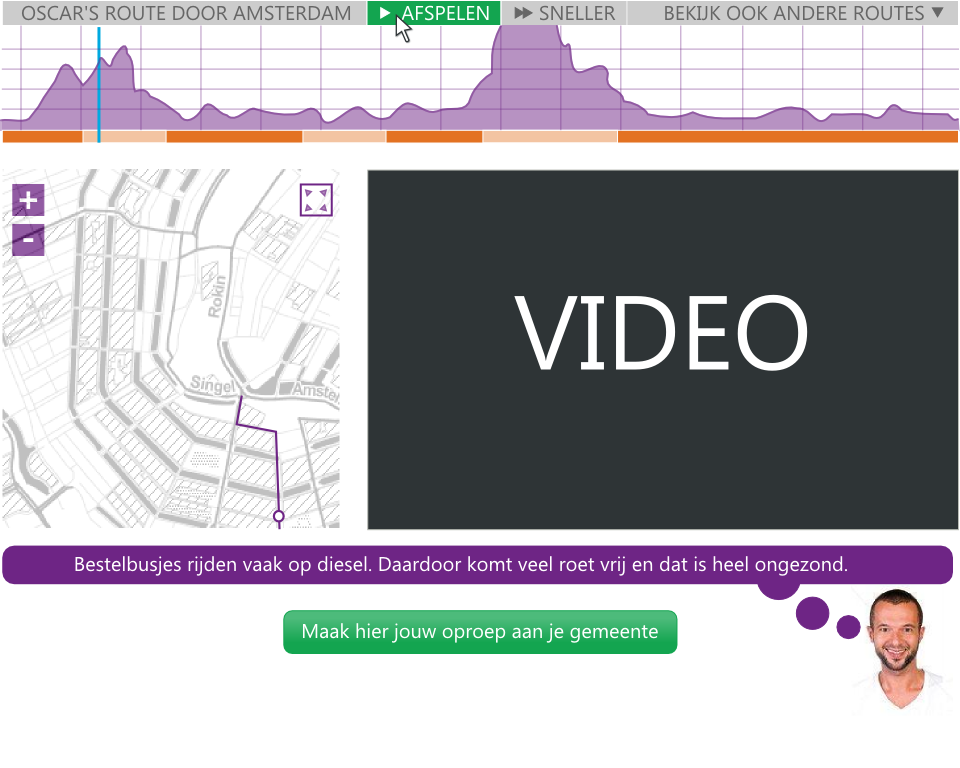 OSCAR'S ROUTE DOOR AMSTERDAM
AFSPELEN
SNELLER
BEKIJK OOK ANDERE ROUTES
+
-
Rokin
Singel
Amste
VIDEO
Bestelbusjes rijden vaak op diesel. Daardoor komt veel roet vrij en dat is heel ongezond.
Maak hier jouw oproep aan je gemeente